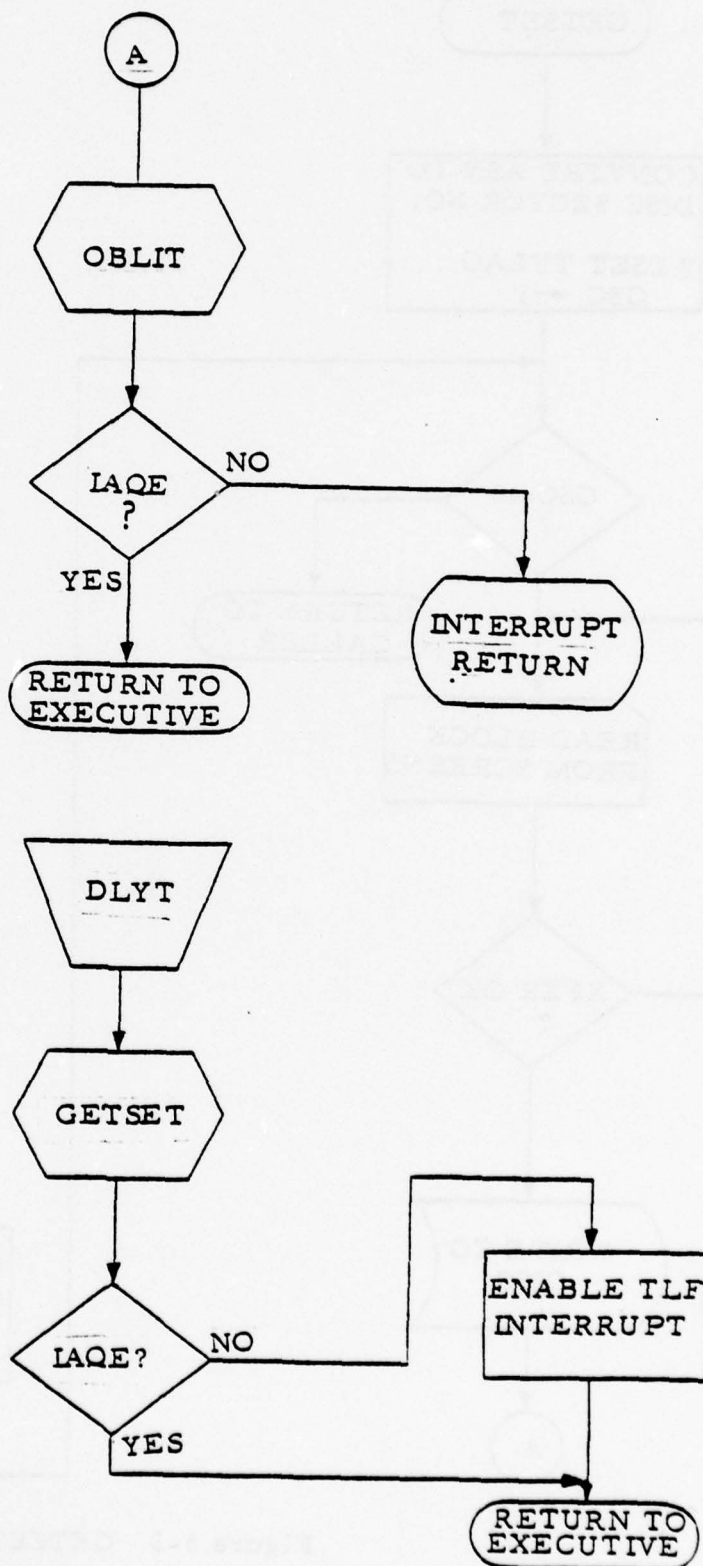 A
OBLIT
IAQE
?
NO
YES
INTERRUPT
RETURN
RETURN TO
EXECUTIVE
DLYT
GETSET
IAQE?
NO
ENABLE TLF
INTERRUPT
YES
RETURN TO
EXECUTIVE